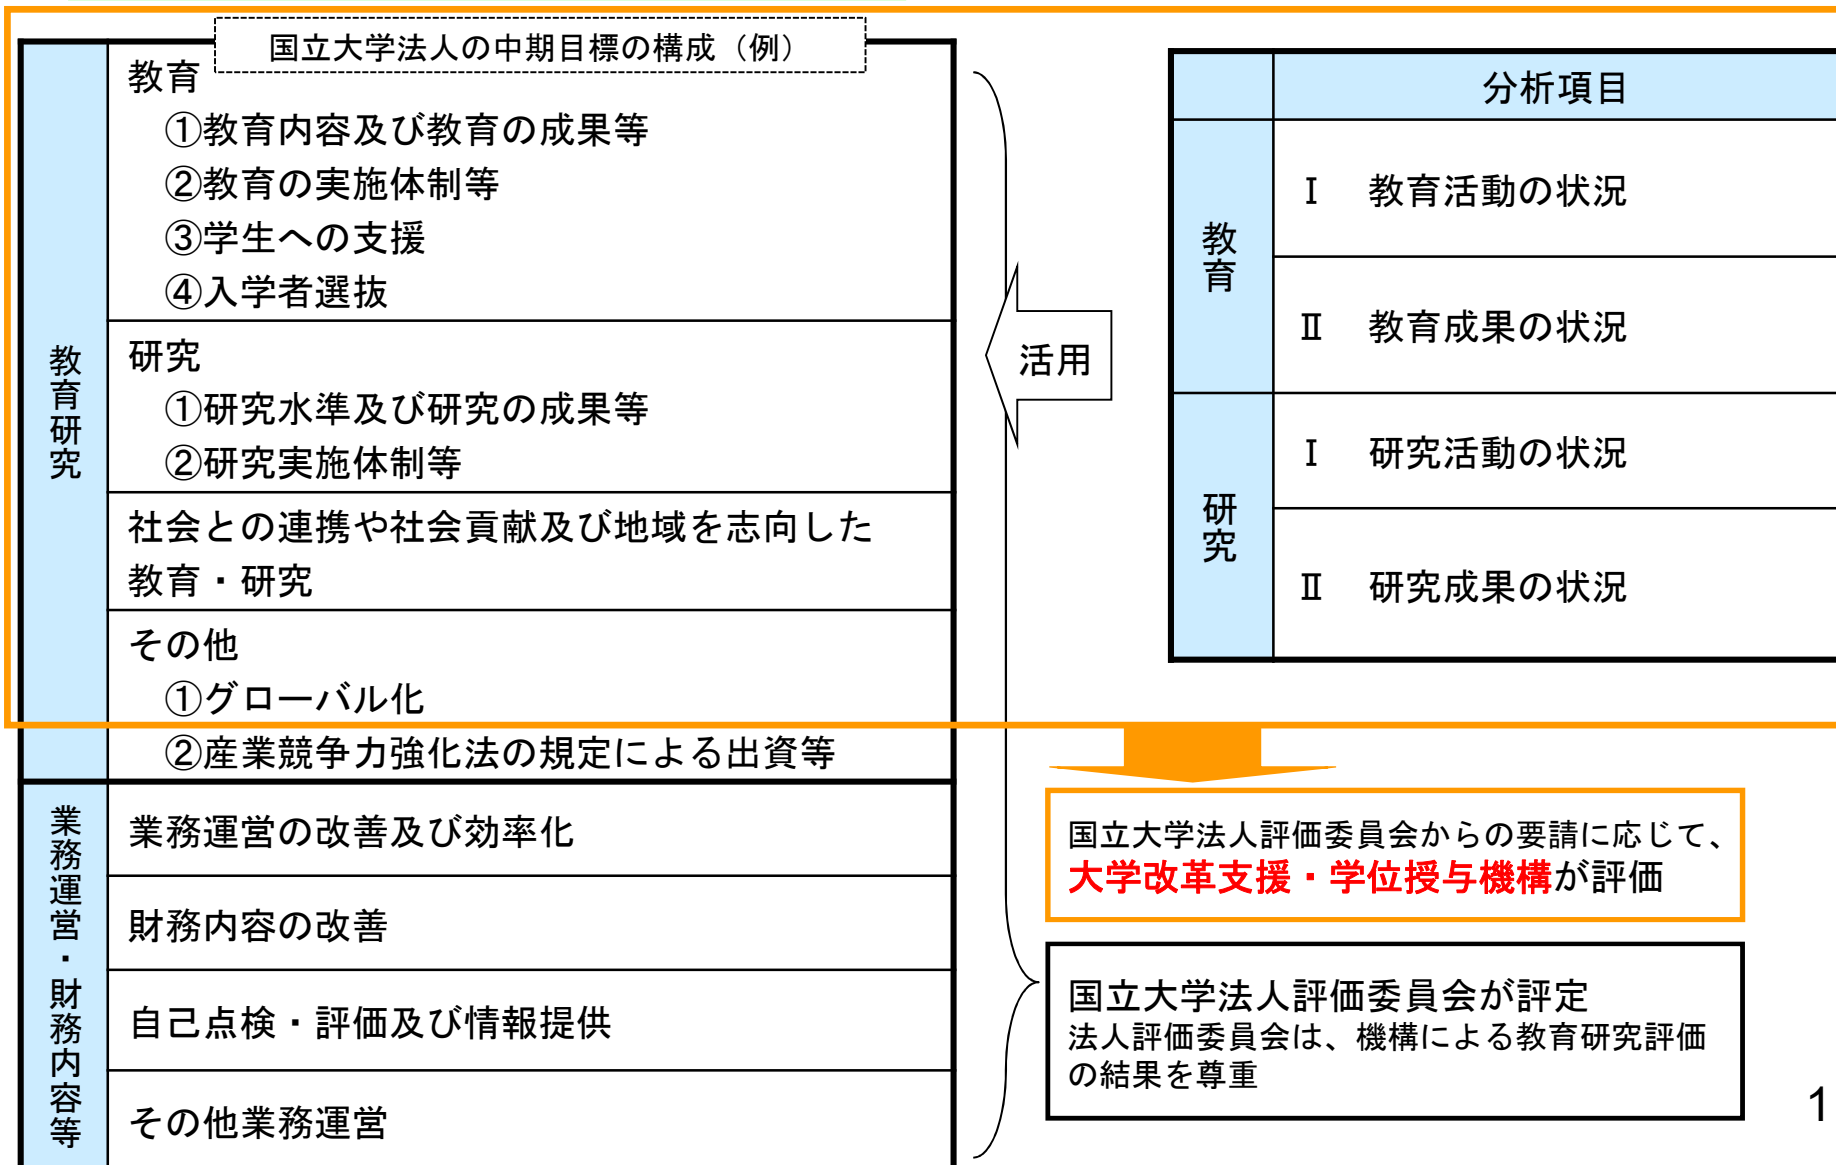 国立大学法人の中期目標の構成（例）
教育研究
教育
①教育内容及び教育の成果等
②教育の実施体制等
③学生への支援
④入学者選抜
研究
①研究水準及び研究の成果等
②研究実施体制等
社会との連携や社会貢献及び地域を志向した
教育・研究
その他
①グローバル化
②産業競争力強化法の規定による出資等
業務運営・財務内容等
業務運営の改善及び効率化
財務内容の改善
自己点検・評価及び情報提供
その他業務運営
活用
分析項目
教育
Ⅰ 教育活動の状況
Ⅱ 教育成果の状況
研究
Ⅰ 研究活動の状況
Ⅱ 研究成果の状況
国立大学法人評価委員会からの要請に応じて、
大学改革支援・学位授与機構が評価
国立大学法人評価委員会が評定
法人評価委員会は、機構による教育研究評価
の結果を尊重
1